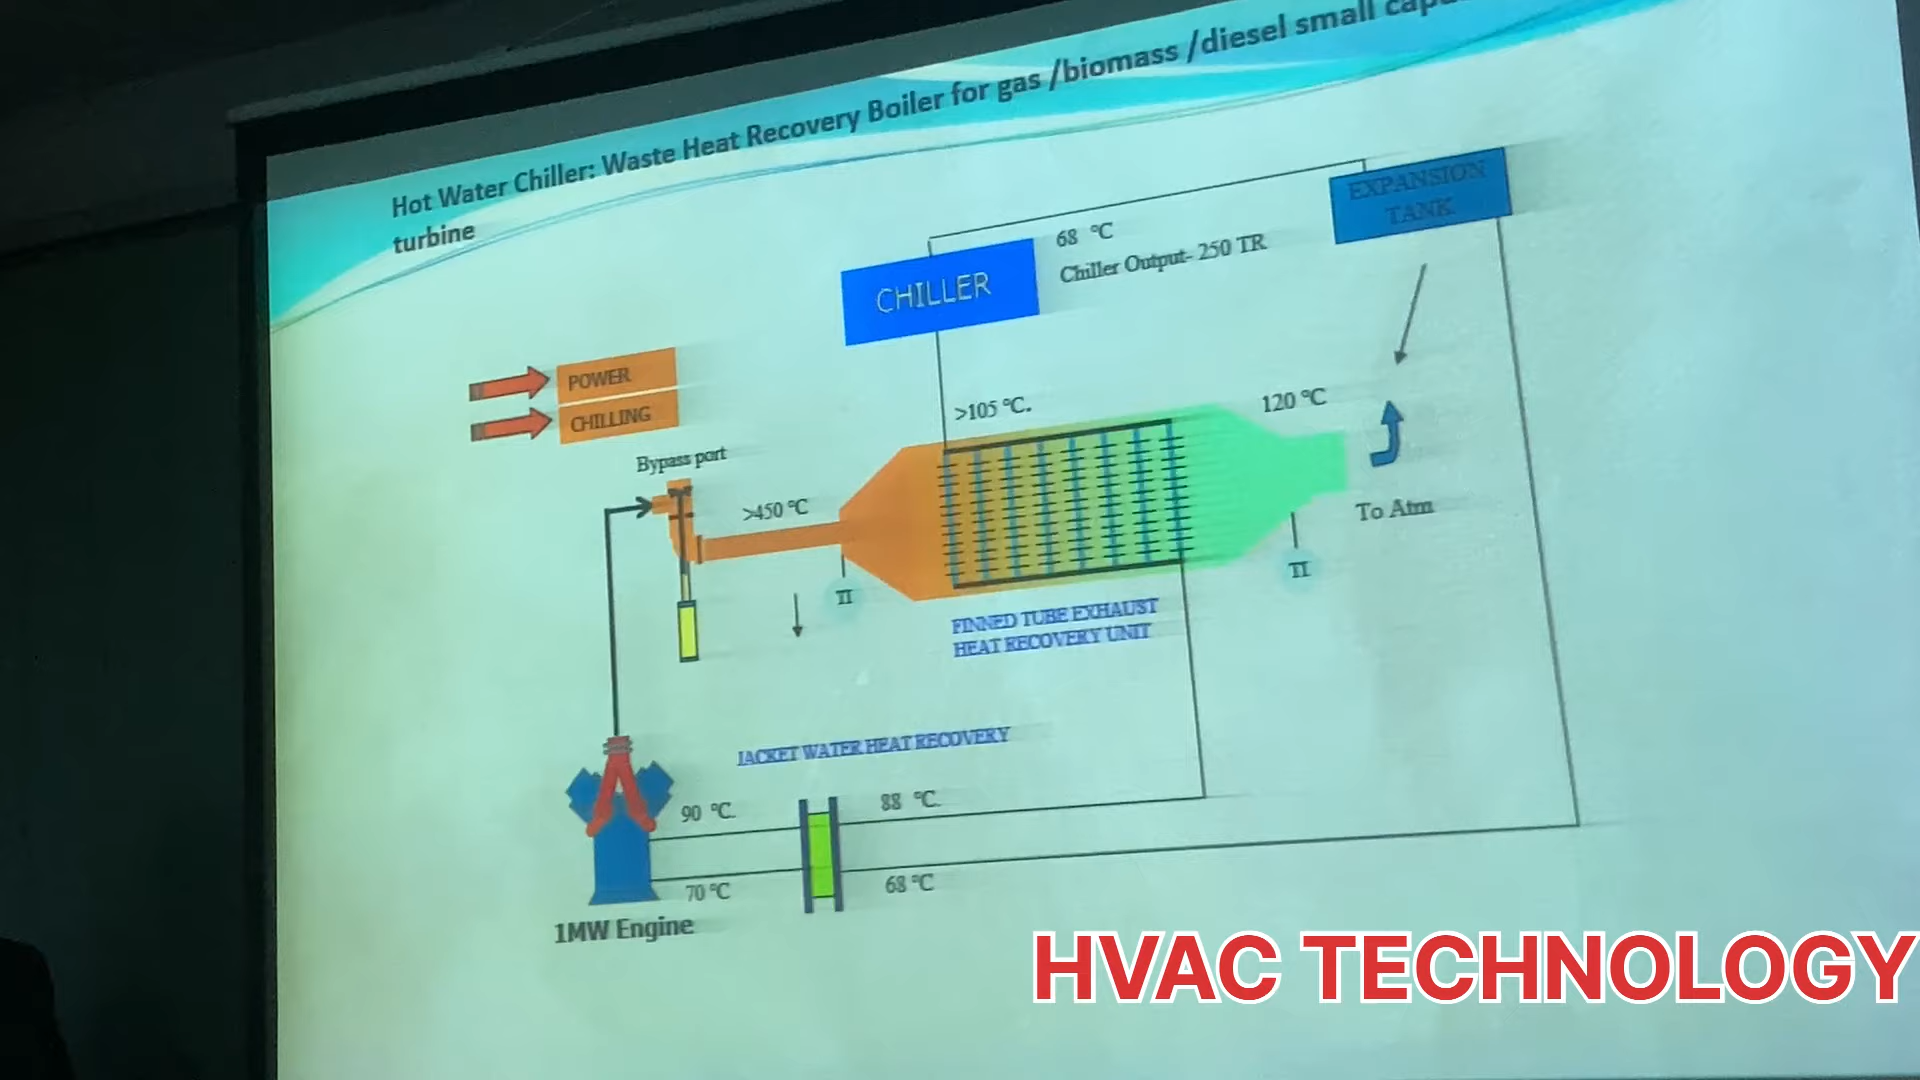 Hot Water Chiller: Waste Heat Recovery Boiler for gas /biomass /diesel small
turbine
EXPANSION
TANK
68 °C
Chiller Output- 250 TR
CHILLER
POWER
CHILLING
>105 °C.
120 °C
Bypass port
>450 °C
To Atm
TI
TI
FINNED TUBE EXHAUST
HEAT RECOVERY UNIT
JACKET WATER HEAT RECOVERY
90 °C.
88 °C.
70 °C
68 °C
1MW Engine
HVAC TECHNOLOGY